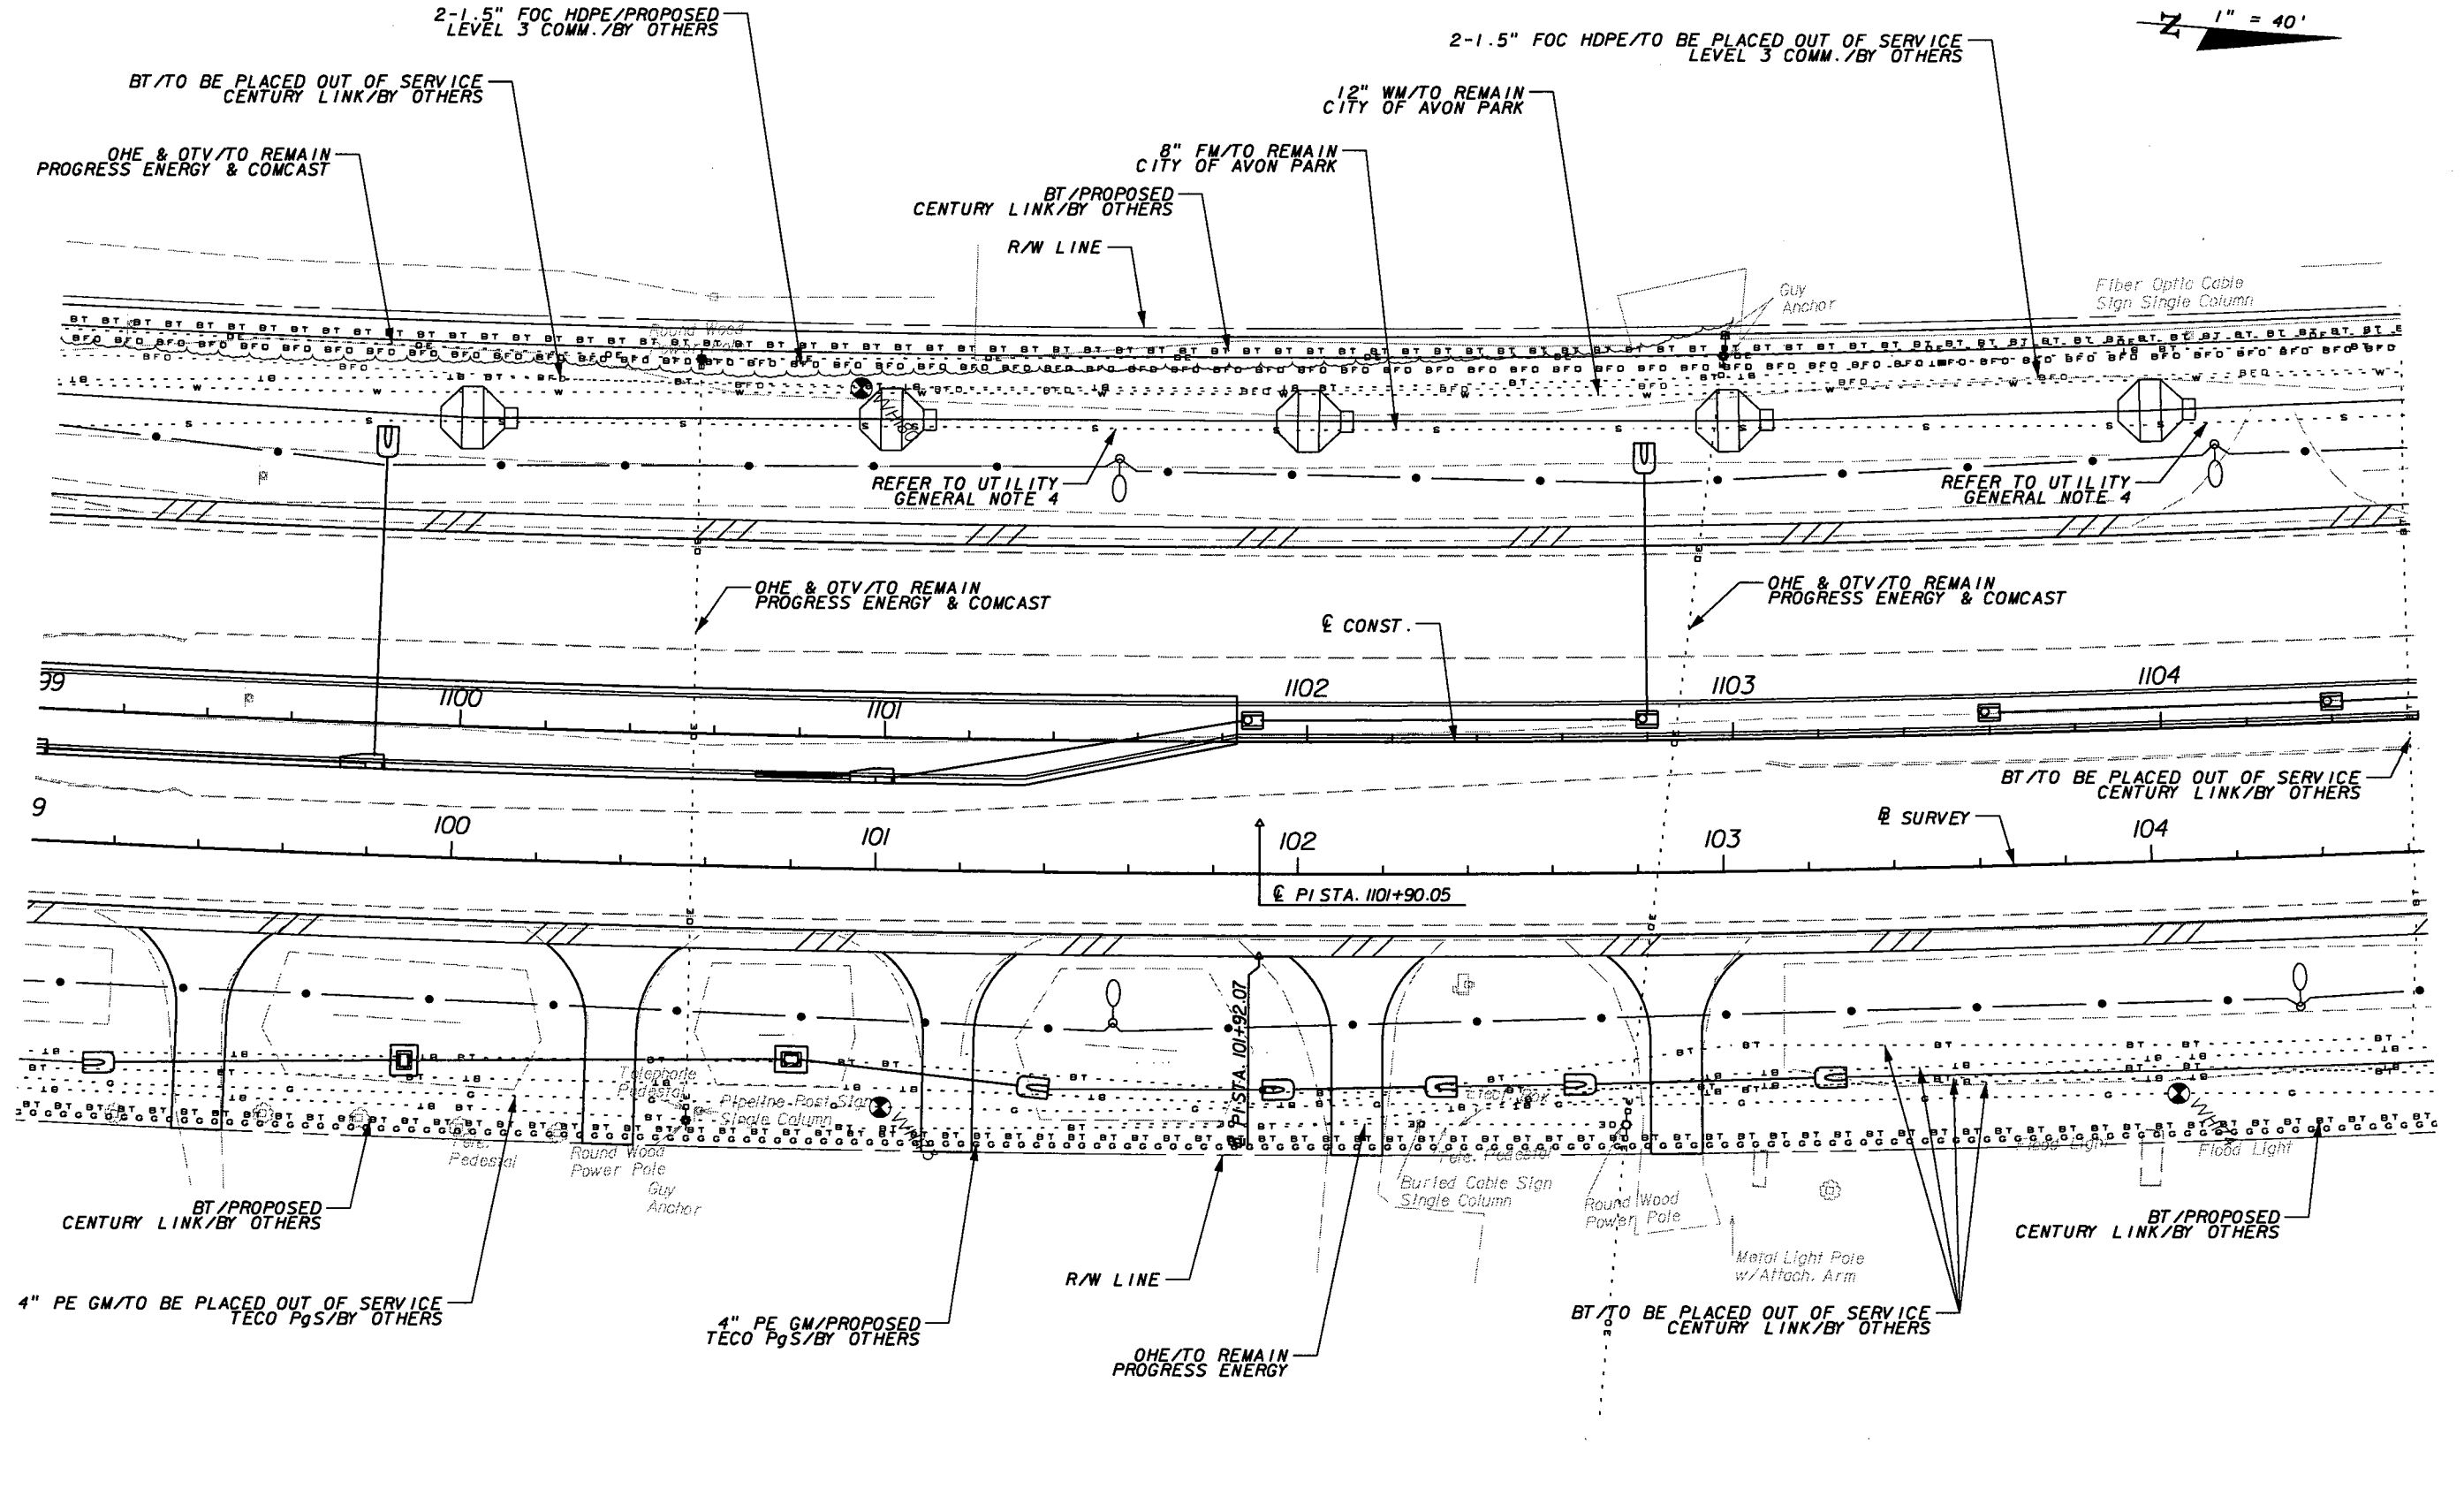 2-1.5" FOC HDPE/PROPOSED
LEVEL 3 COMM./BY OTHERS
1" = 40'
N
2-1.5" FOC HDPE/TO BE PLACED OUT OF SERVICE
LEVEL 3 COMM./BY OTHERS
BT/TO BE PLACED OUT OF SERVICE
CENTURY LINK/BY OTHERS
12" WM/TO REMAIN
CITY OF AVON PARK
OHE & OTV/TO REMAIN
PROGRESS ENERGY & COMCAST
8" FM/TO REMAIN
CITY OF AVON PARK
BT/PROPOSED
CENTURY LINK/BY OTHERS
R/W LINE
Guy
Anchor
Fiber Optic Cable
Sign Single Column
Round Wood
REFER TO UTILITY
GENERAL NOTE 4
REFER TO UTILITY
GENERAL NOTE 4
OHE & OTV/TO REMAIN
PROGRESS ENERGY & COMCAST
OHE & OTV/TO REMAIN
PROGRESS ENERGY & COMCAST
℄ CONST.
99
1100
1101
1102
1103
1104
BT/TO BE PLACED OUT OF SERVICE
CENTURY LINK/BY OTHERS
9
100
101
102
103
104
℄ SURVEY
℄ PI STA. 1101+90.05
PI STA. 101+92.07
Telephone
Pedestal
Pipeline Post Sign
Single Column
Elect. Box
Tele.
Pedestal
Round Wood
Power Pole
Guy
Anchor
Tele. Pedestal
Buried Cable Sign
Single Column
Round Wood
Power Pole
Flood Light
Flood Light
Metal Light Pole
w/Attach. Arm
BT/PROPOSED
CENTURY LINK/BY OTHERS
BT/PROPOSED
CENTURY LINK/BY OTHERS
R/W LINE
4" PE GM/TO BE PLACED OUT OF SERVICE
TECO PgS/BY OTHERS
4" PE GM/PROPOSED
TECO PgS/BY OTHERS
BT/TO BE PLACED OUT OF SERVICE
CENTURY LINK/BY OTHERS
OHE/TO REMAIN
PROGRESS ENERGY